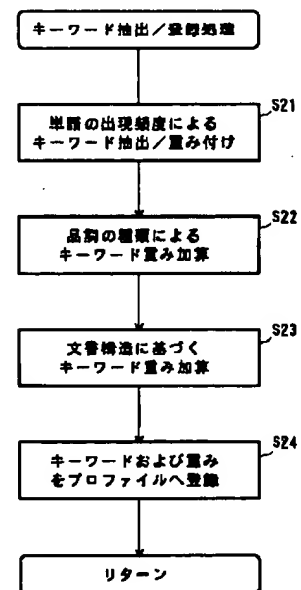 キーワード抽出／登録処理
S21
単語の出現頻度による
キーワード抽出／重み付け
S22
品詞の種類による
キーワード重み加算
S23
文書構造に基づく
キーワード重み加算
S24
キーワードおよび重み
をプロファイルへ登録
リターン